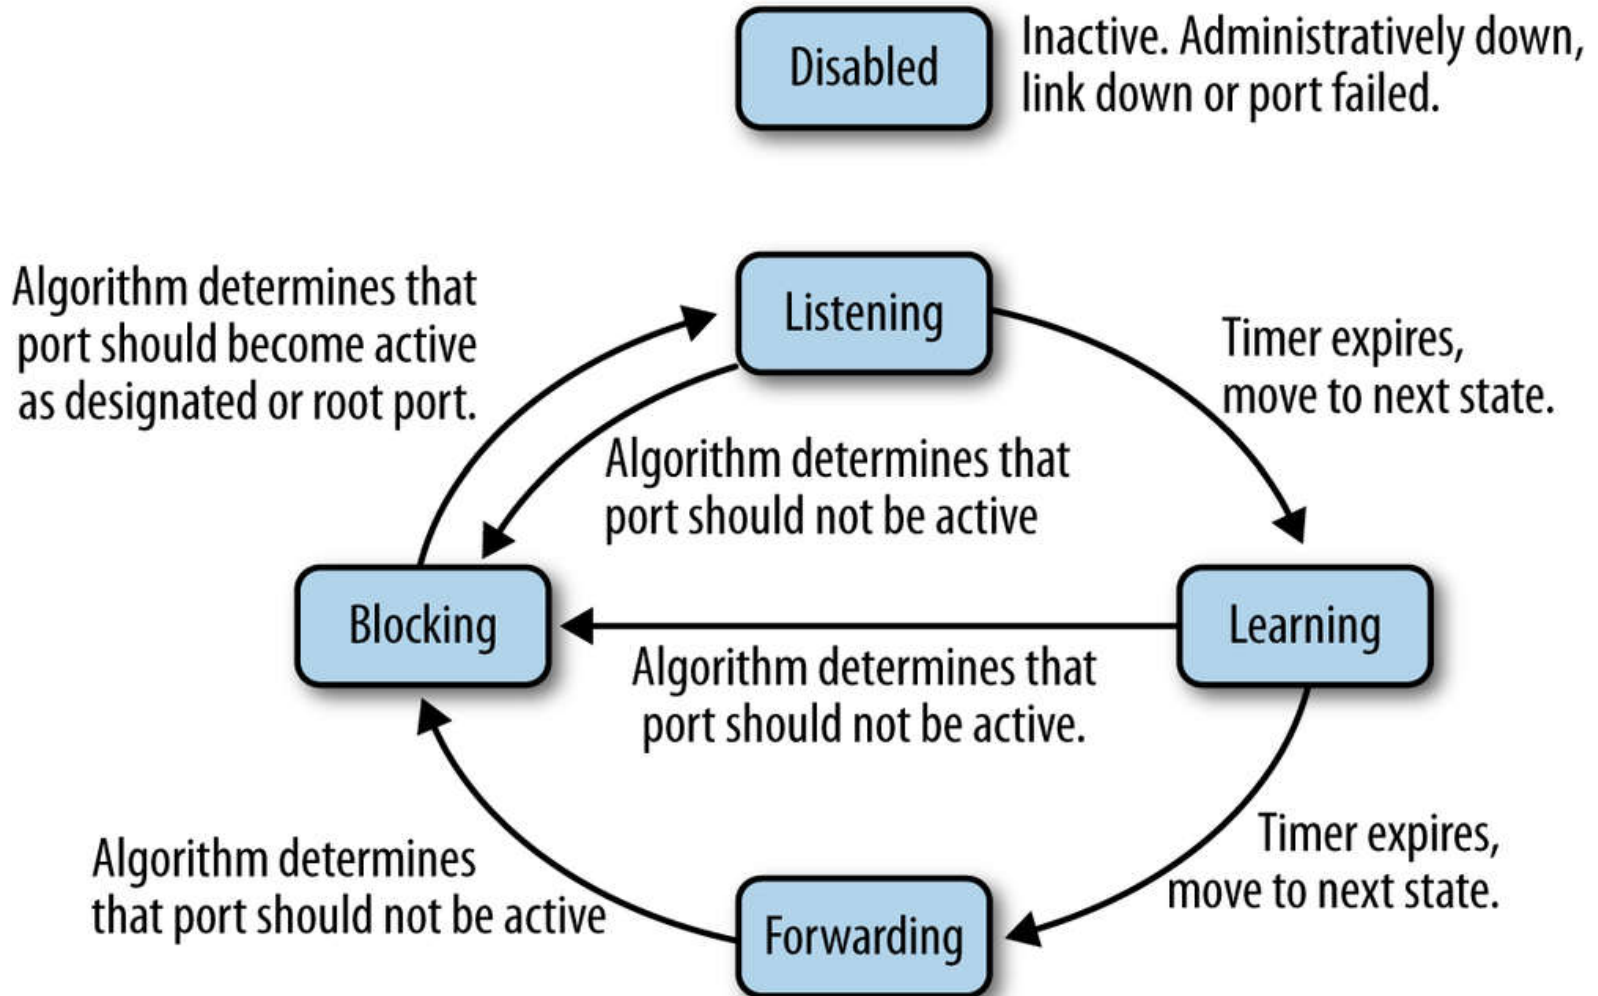 Disabled
Inactive. Administratively down,
link down or port failed.
Algorithm determines that
port should become active
as designated or root port.
Listening
Timer expires,
move to next state.
Algorithm determines that
port should not be active
Blocking
Learning
Algorithm determines that
port should not be active.
Algorithm determines
that port should not be active
Timer expires,
move to next state.
Forwarding